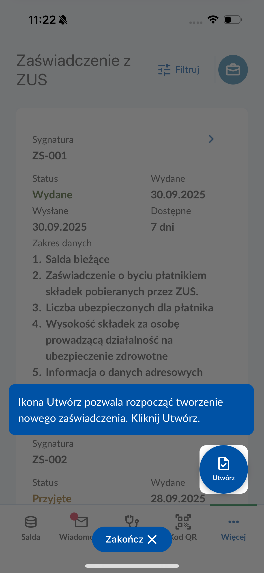 11:22
Zaświadczenie z
ZUS
Filtruj
Sygnatura
ZS-001
Status
Wydane
Wydane
30.09.2025
Wysłane
Dostępne
30.09.2025
7 dni
Zakres danych
1. Salda bieżące
2. Zaświadczenie o byciu płatnikiem
składek pobieranych przez ZUS.
3. Liczba ubezpieczonych dla płatnika
4. Wysokość składek za osobę
prowadzącą działalność na
ubezpieczenie zdrowotne
5. Informacja o danych adresowych
Ikona Utwórz pozwala rozpocząć tworzenie
nowego zaświadczenia. Kliknij Utwórz.
Sygnatura
ZS-002
Utwórz
Status
Wydane
Przyjęte
28.09.2025
Salda
Wiadomo
Kod QR
Więcej
Zakończ